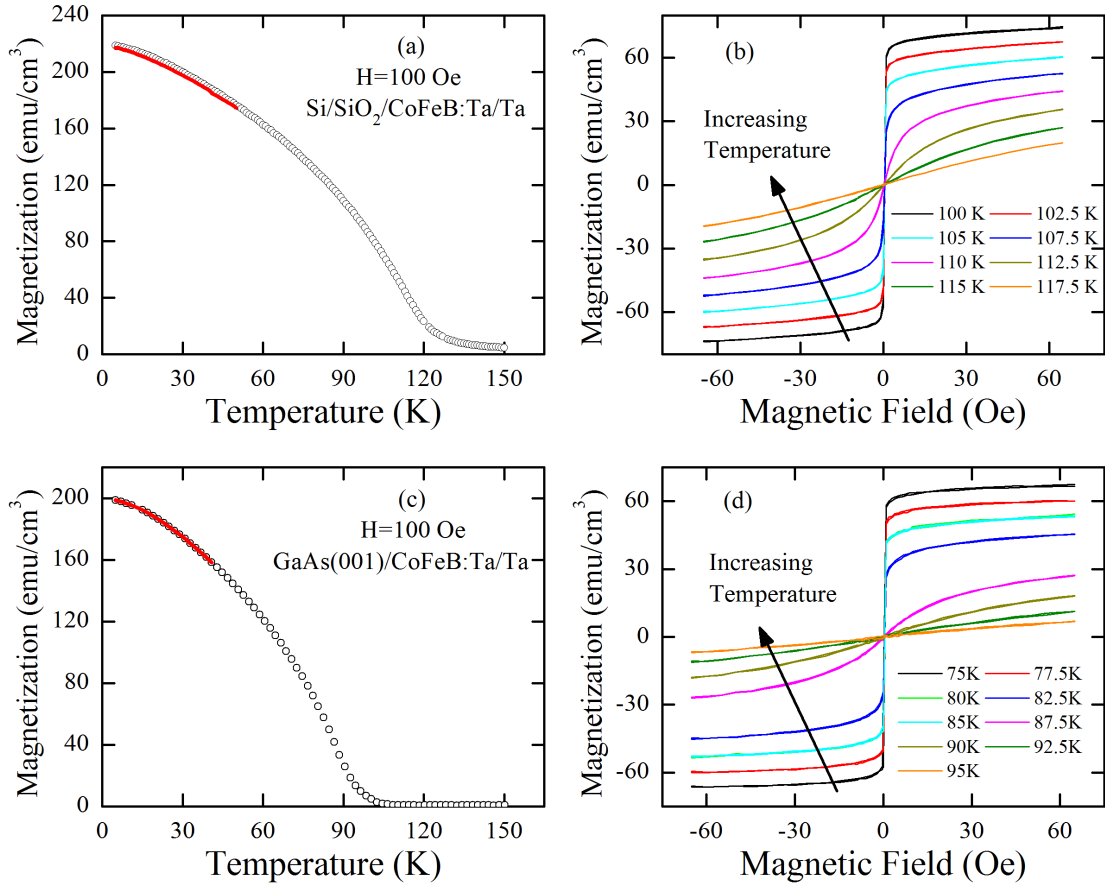 (a)
H=100 Oe
Si/SiO₂/CoFeB:Ta/Ta
Magnetization (emu/cm³)
240
200
160
120
80
40
0
0 30 60 90 120 150
Temperature (K)
(b)
Increasing
Temperature
Magnetization (emu/cm³)
60
30
0
-30
-60
100 K 102.5 K
105 K 107.5 K
110 K 112.5 K
115 K 117.5 K
-60 -30 0 30 60
Magnetic Field (Oe)
(c)
H=100 Oe
GaAs(001)/CoFeB:Ta/Ta
Magnetization (emu/cm³)
200
160
120
80
40
0
0 30 60 90 120 150
Temperature (K)
(d)
Increasing
Temperature
Magnetization (emu/cm³)
60
30
0
-30
-60
75K 77.5K
80K 82.5K
85K 87.5K
90K 92.5K
95K
-60 -30 0 30 60
Magnetic Field (Oe)